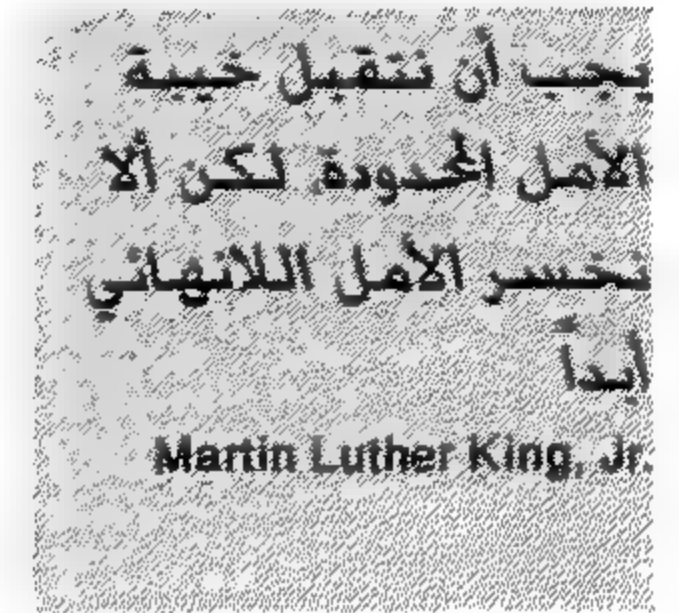 يجب أن نتقبل خيبة
الأمل المحدودة، لكن ألا
نخسر الأمل اللانهائي
أبداً
Martin Luther King, Jr.